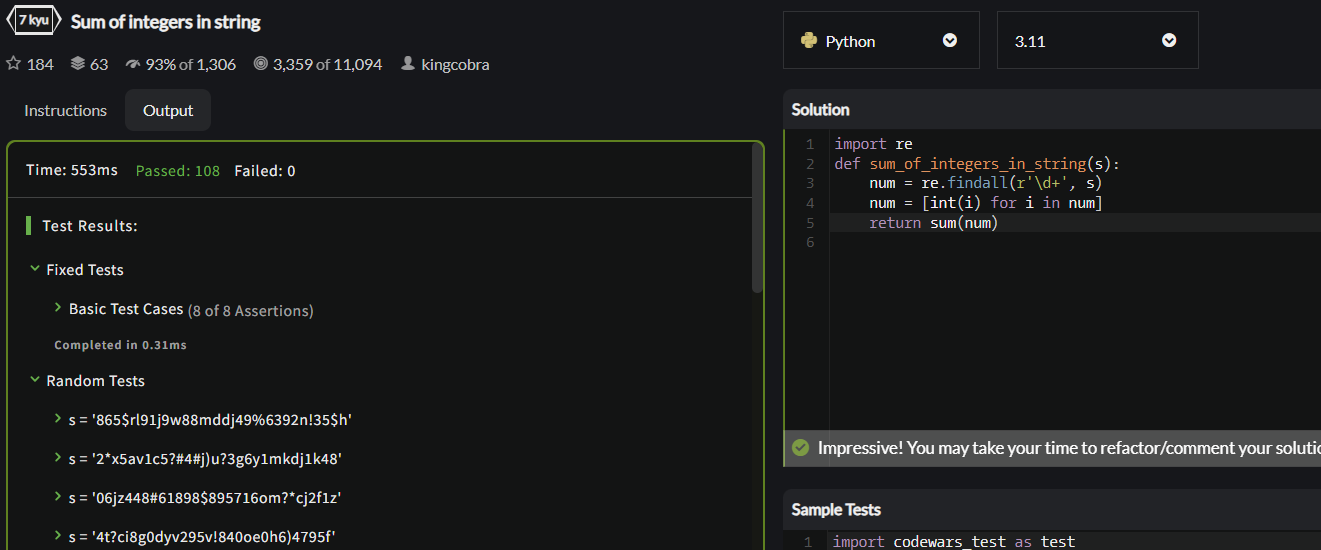 7 kyu Sum of integers in string
184 63 93% of 1,306 3,359 of 11,094 kingcobra
Instructions Output
Time: 553ms Passed: 108 Failed: 0
Test Results:
Fixed Tests
Basic Test Cases (8 of 8 Assertions)
Completed in 0.31ms
Random Tests
s = '865$rl91j9w88mddj49%6392n!35$h'
s = '2*x5av1c5?#4#j)u?3g6y1mkdj1k48'
s = '06jz448#61898$895716om?*cj2f1z'
s = '4t?ci8g0dyv295v!840oe0h6)4795f'
Python 3.11
Solution
1 import re
2 def sum_of_integers_in_string(s):
3 num = re.findall(r'\d+', s)
4 num = [int(i) for i in num]
5 return sum(num)
6
Impressive! You may take your time to refactor/comment your solutio
Sample Tests
1 import codewars_test as test